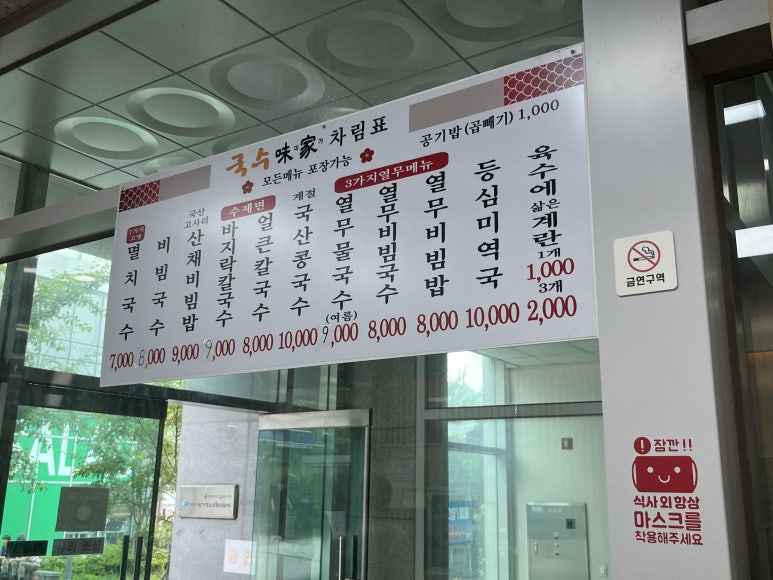 국수味미家가 차림표
모든메뉴 포장가능
공기밥(곱빼기) 1,000
7가지
고명
멸치국수
7,000
비빔국수
8,000
국산
고사리
산채비빔밥
9,000
수제면
바지락칼국수
9,000
얼큰칼국수
8,000
계절
국산콩국수
10,000
3가지열무메뉴
열무물국수
(여름)
9,000
열무비빔국수
8,000
열무비빔밥
8,000
등심미역국
10,000
육수에
삶은
계란
1개
1,000
3개
2,000
금연구역
잠깐!!
식사 외 항상
마스크를
착용해주세요